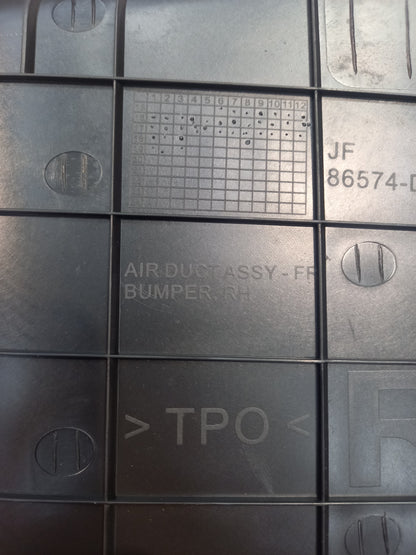 1 2 3 4 5 6 7 8 9 10 11 12
JF
86574-D
AIR DUCT ASSY - FR
BUMPER, RH
> TPO <
R